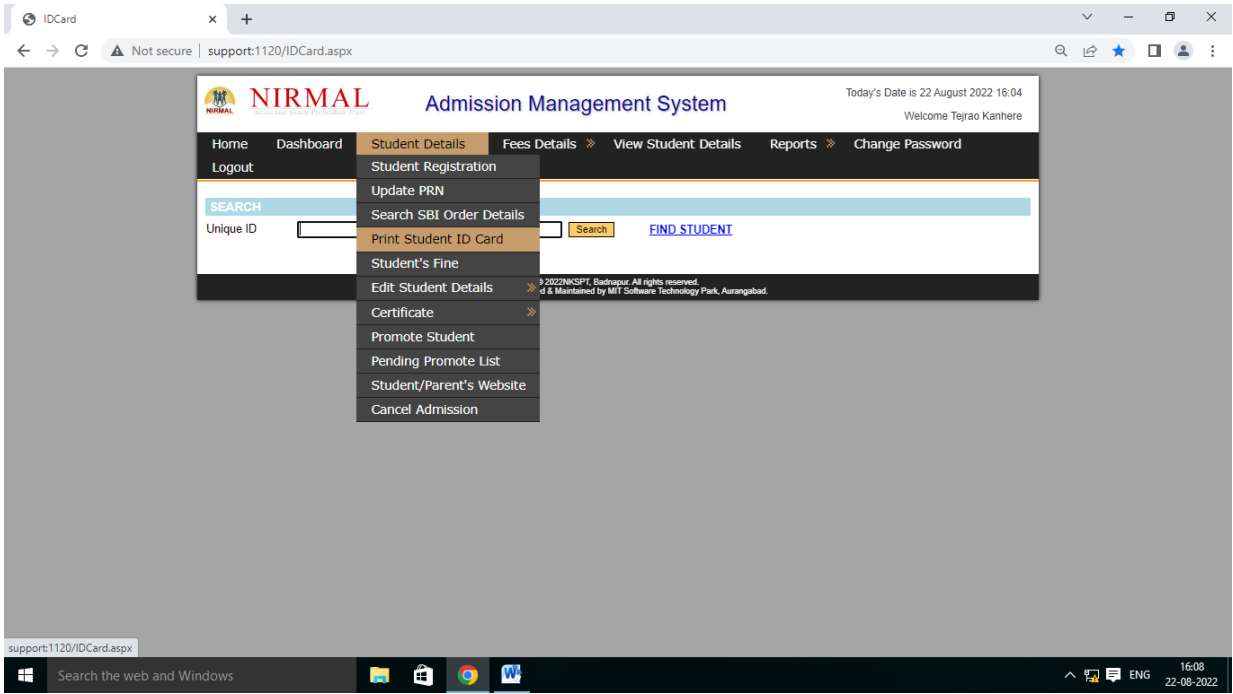 IDCard
Not secure
support:1120/IDCard.aspx
NIRMAL
NIRMAL
Admission Management System
Today's Date is 22 August 2022 16:04
Welcome Tejrao Kanhere
Home Dashboard Student Details Fees Details » View Student Details Reports » Change Password
Logout
Student Registration
Update PRN
Search SBI Order Details
Print Student ID Card
Student's Fine
Edit Student Details »
Certificate »
Promote Student
Pending Promote List
Student/Parent's Website
Cancel Admission
SEARCH
Unique ID
Search
FIND STUDENT
2022NKSPT, Badnapur. All rights reserved.
& Maintained by MIT Software Technology Park, Aurangabad.
support:1120/IDCard.aspx
Search the web and Windows
ENG
16:08
22-08-2022